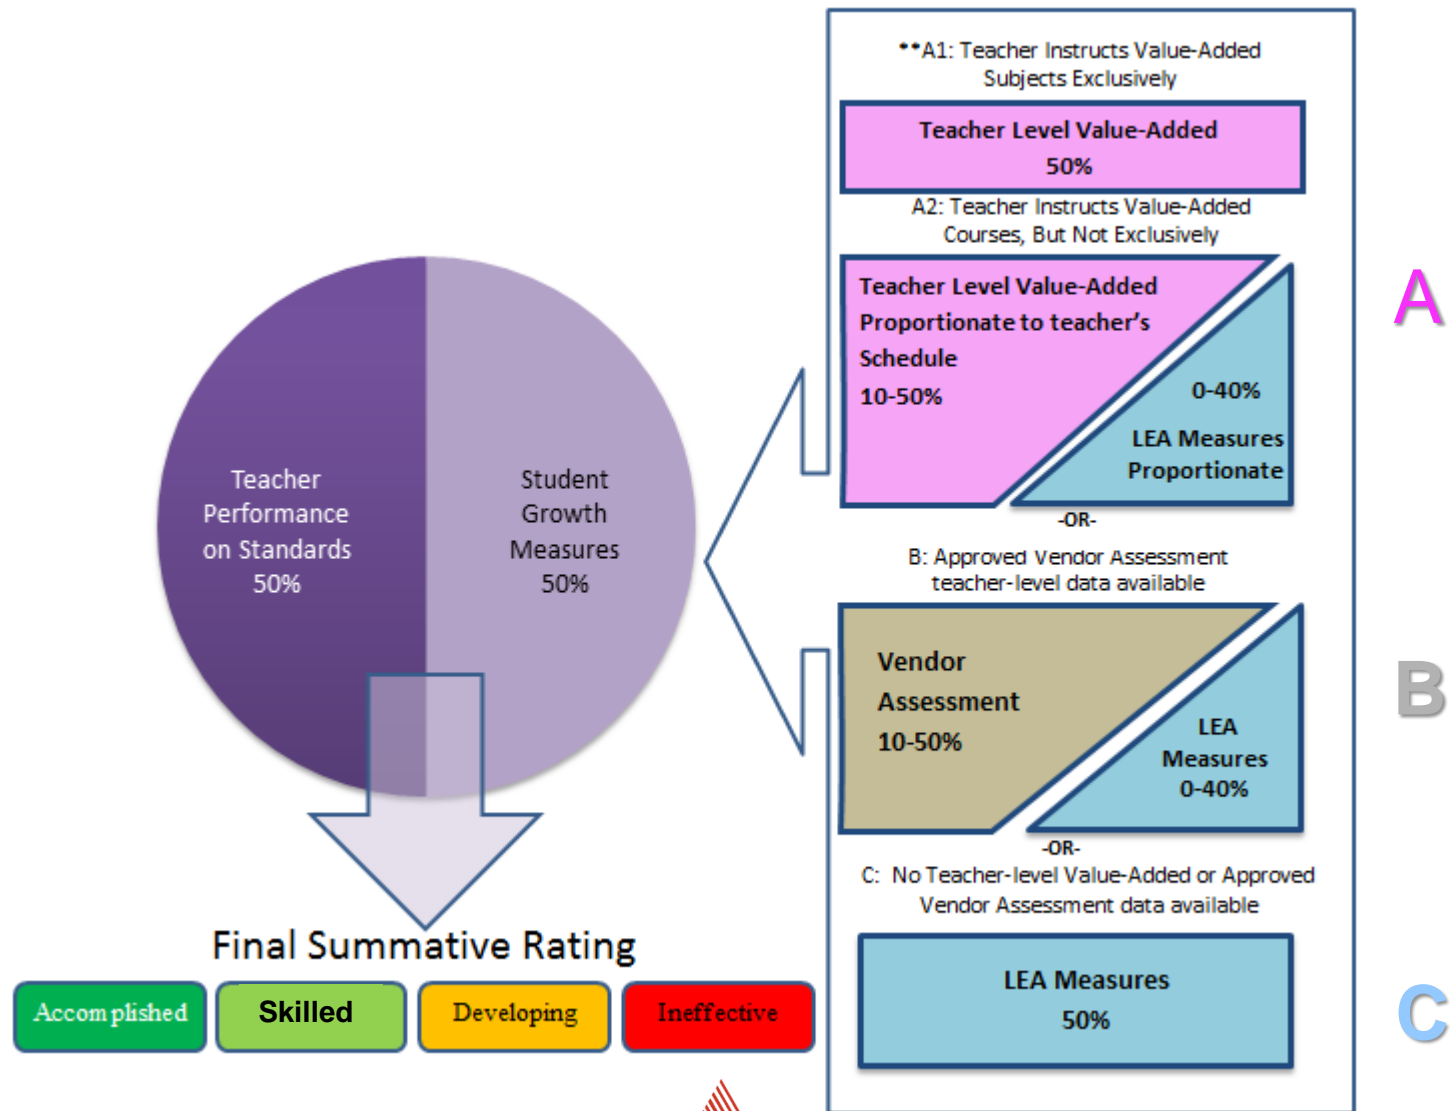 **A1: Teacher Instructs Value-Added
Subjects Exclusively
Teacher Level Value-Added
50%
A2: Teacher Instructs Value-Added
Courses, But Not Exclusively
Teacher Level Value-Added
Proportionate to teacher's
Schedule
10-50%
0-40%
LEA Measures
Proportionate
A
-OR-
B: Approved Vendor Assessment
teacher-level data available
Vendor
Assessment
10-50%
LEA
Measures
0-40%
B
-OR-
C: No Teacher-level Value-Added or Approved
Vendor Assessment data available
LEA Measures
50%
C
Teacher
Performance
on Standards
50%
Student
Growth
Measures
50%
Final Summative Rating
Accomplished
Skilled
Developing
Ineffective